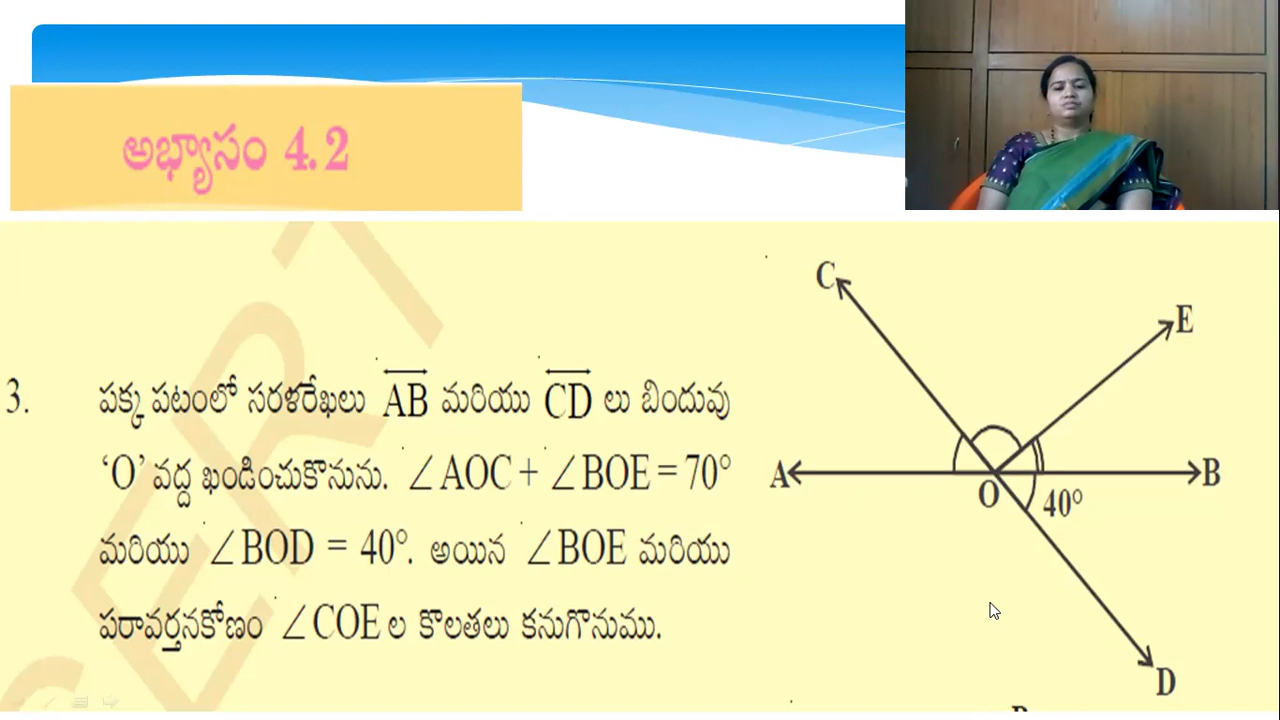 అభ్యాసం 4.2
3. పక్క పటంలో సరళరేఖలు AB మరియు CD లు బిందువు
‘O’ వద్ద ఖండించుకొనును. ∠AOC + ∠BOE = 70°
మరియు ∠BOD = 40°. అయిన ∠BOE మరియు
పరావర్తనకోణం ∠COE ల కొలతలు కనుగొనుము.
C
E
A
O
B
40°
D